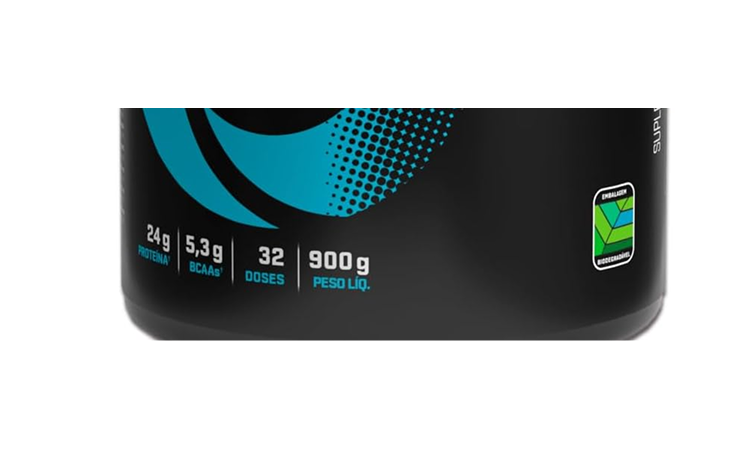 24g
PROTEÍNA¹
5,3g
BCAAs¹
32
DOSES
900g
PESO LÍQ.
EMBALAGEM
BIODEGRADÁVEL